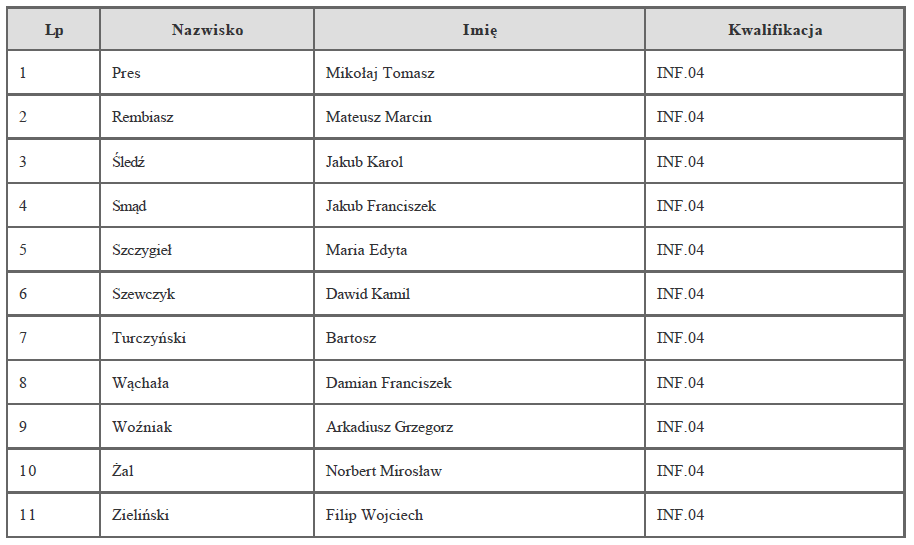 Lp Nazwisko Imię Kwalifikacja
1 Pres Mikołaj Tomasz INF.04
2 Rembiasz Mateusz Marcin INF.04
3 Śledź Jakub Karol INF.04
4 Smąd Jakub Franciszek INF.04
5 Szczygieł Maria Edyta INF.04
6 Szewczyk Dawid Kamil INF.04
7 Turczyński Bartosz INF.04
8 Wąchała Damian Franciszek INF.04
9 Woźniak Arkadiusz Grzegorz INF.04
10 Żal Norbert Mirosław INF.04
11 Zieliński Filip Wojciech INF.04